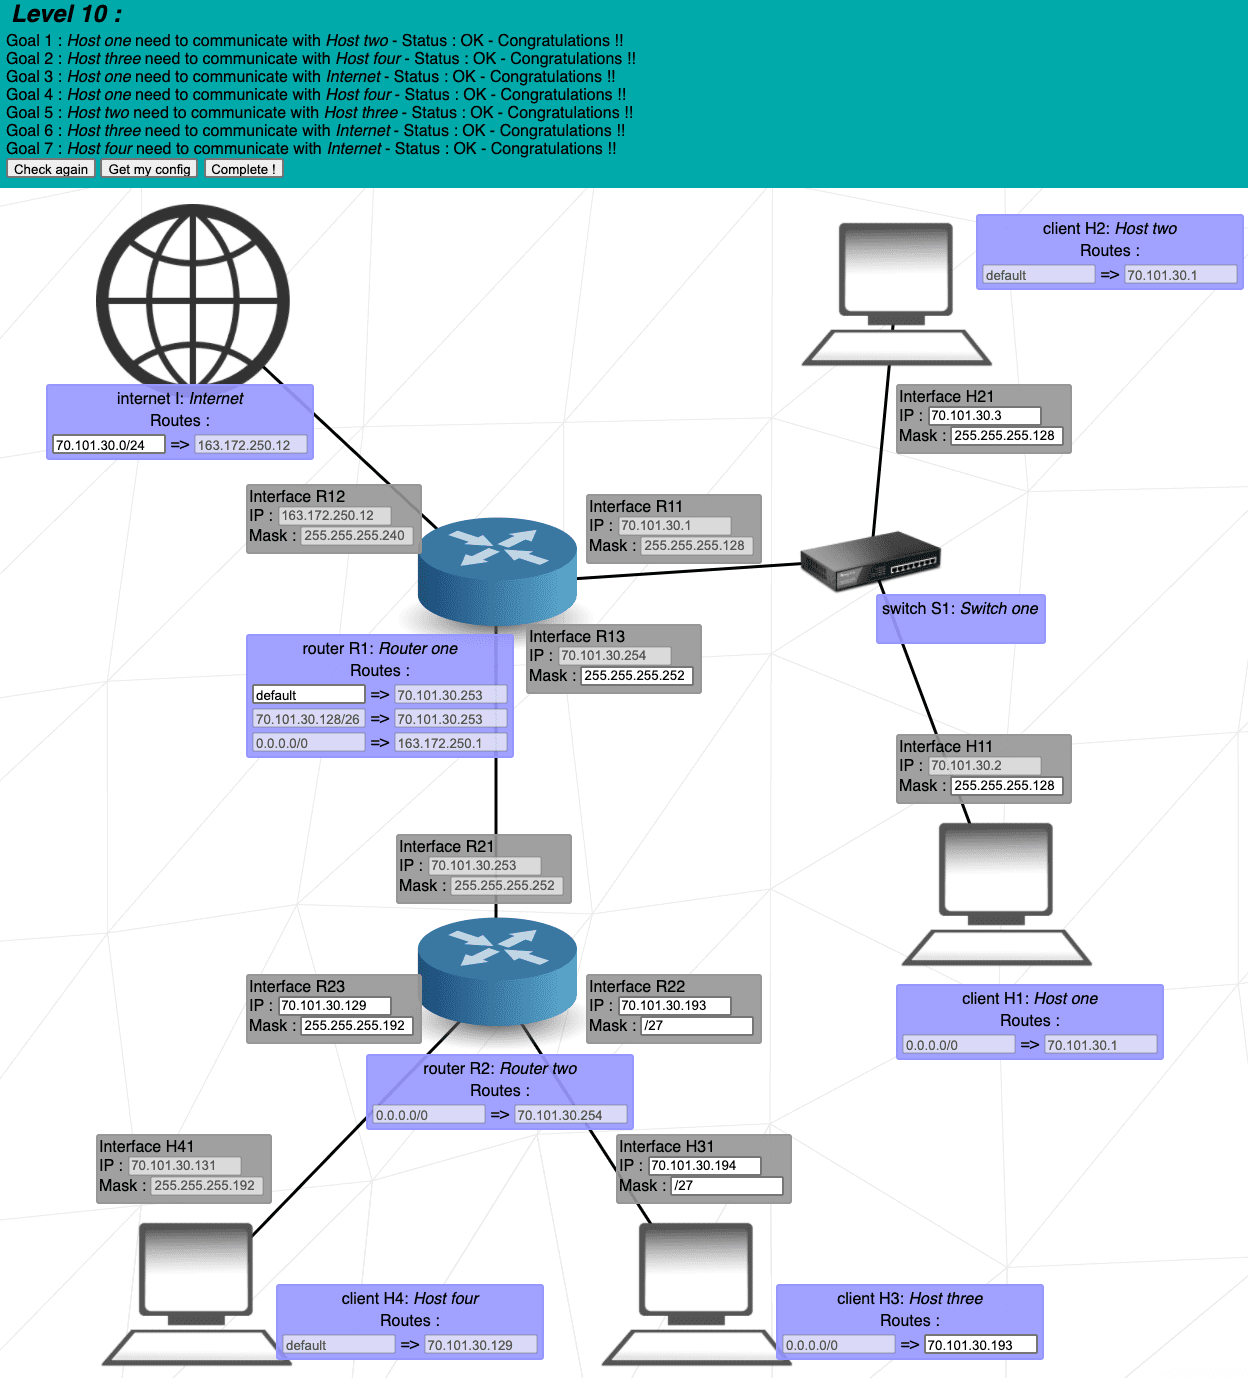 Level 10 :
Goal 1 : Host one need to communicate with Host two - Status : OK - Congratulations !!
Goal 2 : Host three need to communicate with Host four - Status : OK - Congratulations !!
Goal 3 : Host one need to communicate with Internet - Status : OK - Congratulations !!
Goal 4 : Host one need to communicate with Host four - Status : OK - Congratulations !!
Goal 5 : Host two need to communicate with Host three - Status : OK - Congratulations !!
Goal 6 : Host three need to communicate with Internet - Status : OK - Congratulations !!
Goal 7 : Host four need to communicate with Internet - Status : OK - Congratulations !!
Check again Get my config Complete !
client H2: Host two
Routes :
default => 70.101.30.1
internet I: Internet
Routes :
70.101.30.0/24 => 163.172.250.12
Interface H21
IP : 70.101.30.3
Mask : 255.255.255.128
Interface R12
IP : 163.172.250.12
Mask : 255.255.255.240
Interface R11
IP : 70.101.30.1
Mask : 255.255.255.128
switch S1: Switch one
Interface R13
IP : 70.101.30.254
Mask : 255.255.255.252
router R1: Router one
Routes :
default => 70.101.30.253
70.101.30.128/26 => 70.101.30.253
0.0.0.0/0 => 163.172.250.1
Interface H11
IP : 70.101.30.2
Mask : 255.255.255.128
Interface R21
IP : 70.101.30.253
Mask : 255.255.255.252
Interface R23
IP : 70.101.30.129
Mask : 255.255.255.192
Interface R22
IP : 70.101.30.193
Mask : /27
client H1: Host one
Routes :
0.0.0.0/0 => 70.101.30.1
router R2: Router two
Routes :
0.0.0.0/0 => 70.101.30.254
Interface H41
IP : 70.101.30.131
Mask : 255.255.255.192
Interface H31
IP : 70.101.30.194
Mask : /27
client H4: Host four
Routes :
default => 70.101.30.129
client H3: Host three
Routes :
0.0.0.0/0 => 70.101.30.193